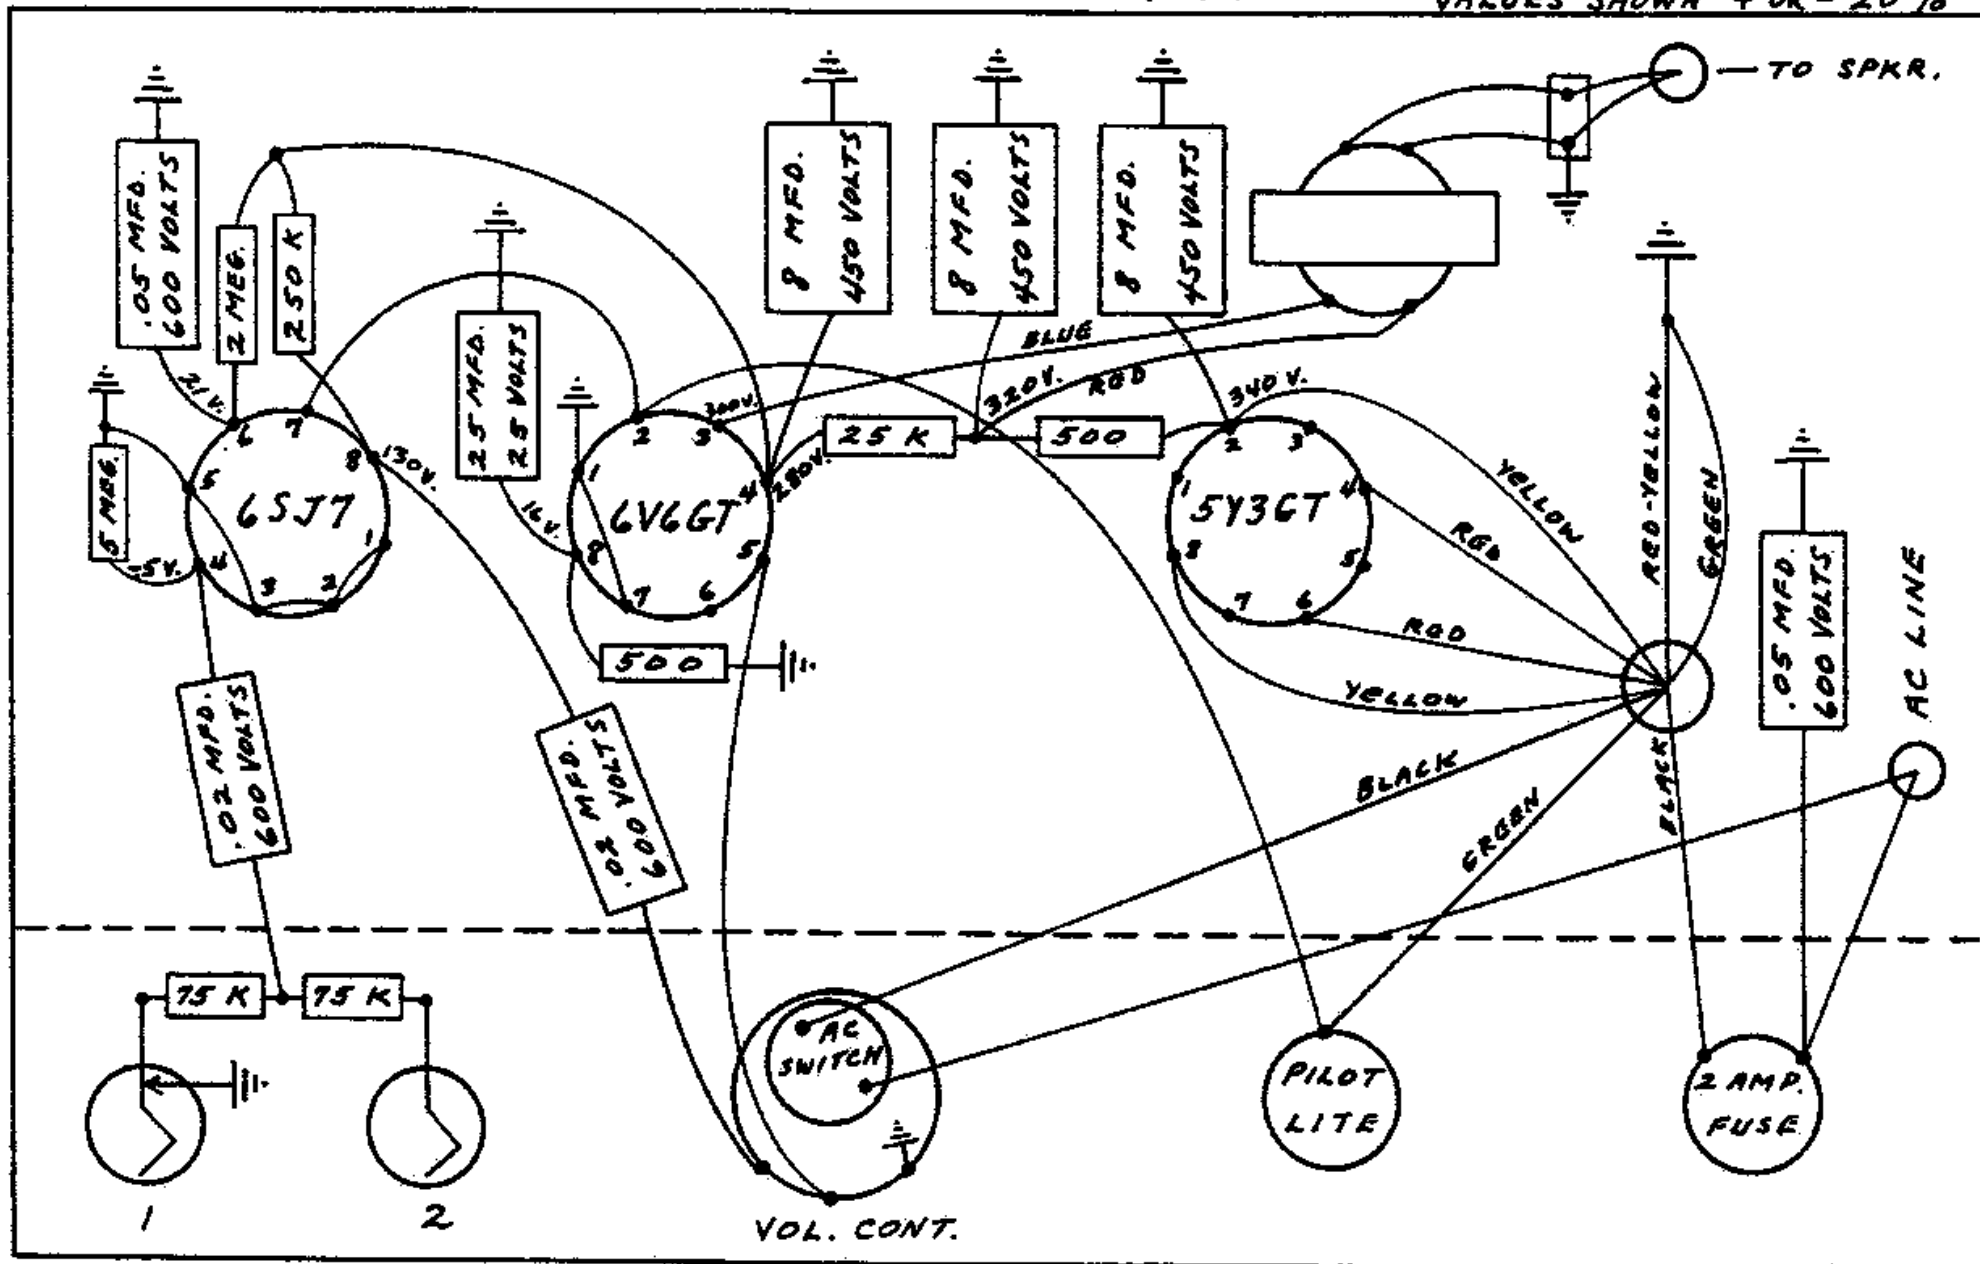 VALUES SHOWN + OR - 20 %
TO SPKR.
.05 MFD.
600 VOLTS
2 MEG.
250 K
25 MFD.
25 VOLTS
8 MFD.
450 VOLTS
8 MFD.
450 VOLTS
8 MFD.
450 VOLTS
BLUE
RED
21 V.
130 V.
16 V.
300 V.
280 V.
320 V.
340 V.
25 K
500
5 MEG.
-5 V.
6 7 8
5 1
4 3 2
6SJ7
2 3
1 4
8 5
7 6
6V6GT
2 3
1 4
8 5
7 6
5Y3GT
YELLOW
RED
RED
YELLOW
RED-YELLOW
GREEN
.05 MFD.
600 VOLTS
AC LINE
500
.02 MFD.
600 VOLTS
.02 MFD.
600 VOLTS
BLACK
GREEN
BLACK
75 K
75 K
AC
SWITCH
PILOT
LITE
2 AMP.
FUSE
1
2
VOL. CONT.